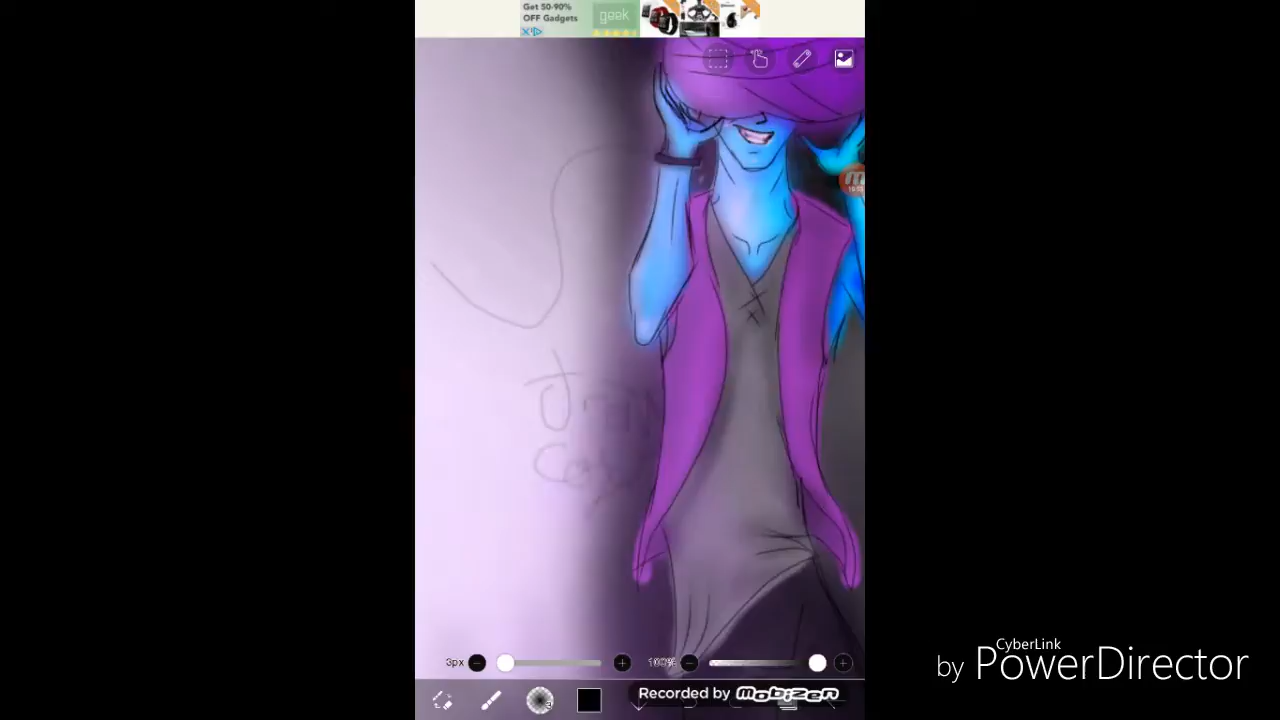 Get 50-90%
OFF Gadgets
geek
3px
100%
Recorded by MobiZen
CyberLink
by PowerDirector